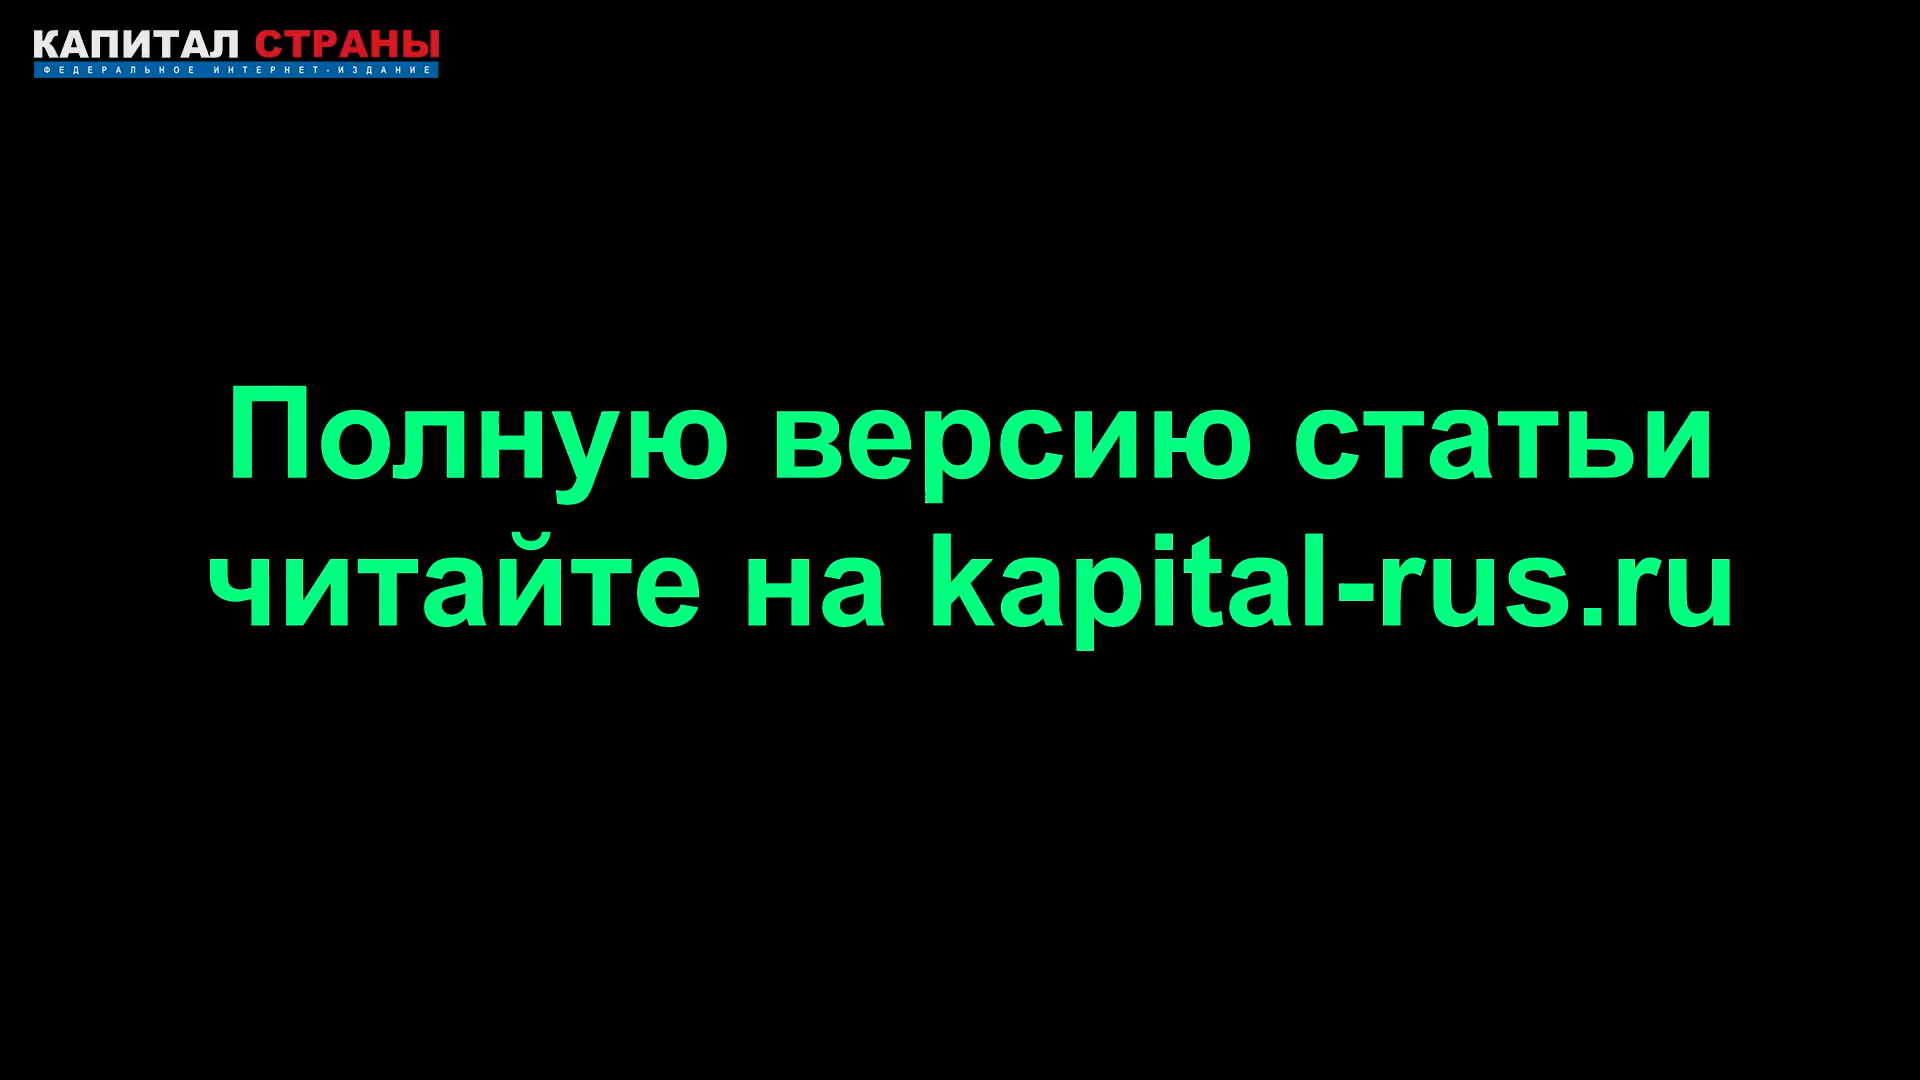 КАПИТАЛ СТРАНЫ
ФЕДЕРАЛЬНОЕ ИНТЕРНЕТ-ИЗДАНИЕ
Полную версию статьи
читайте на kapital-rus.ru